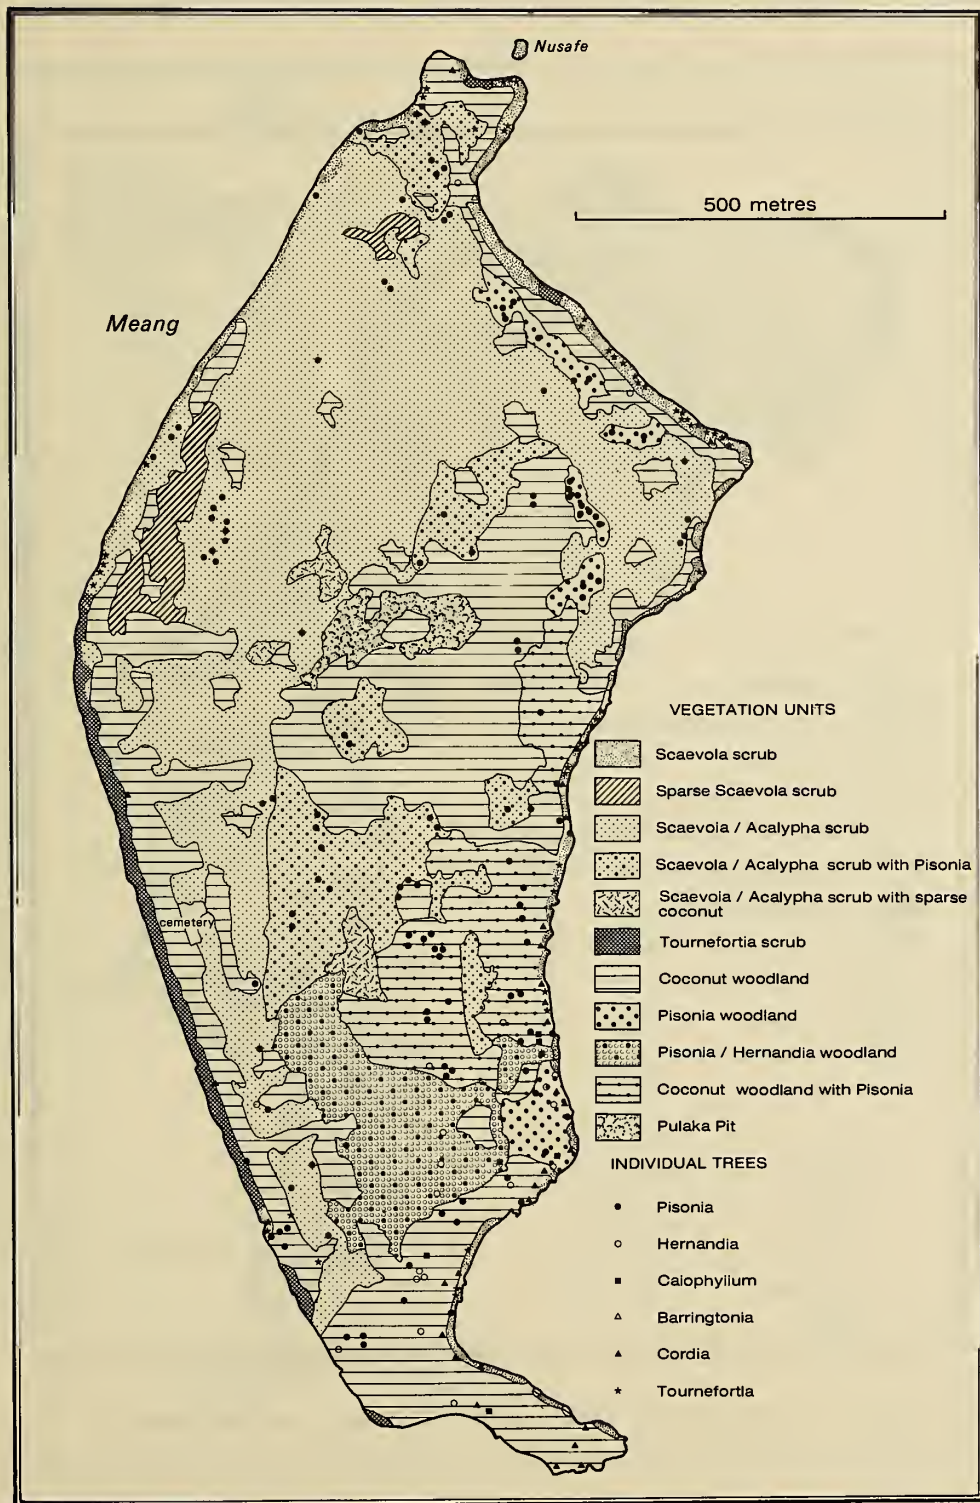 Nusafe
500 metres
Meang
cemetery
VEGETATION UNITS
Scaevola scrub
Sparse Scaevola scrub
Scaevola / Acalypha scrub
Scaevola / Acalypha scrub with Pisonia
Scaevola / Acalypha scrub with sparse
coconut
Tournefortia scrub
Coconut woodland
Pisonia woodland
Pisonia / Hernandia woodland
Coconut woodland with Pisonia
Pulaka Pit
INDIVIDUAL TREES
Pisonia
Hernandia
Calophyllum
Barringtonia
Cordia
Tournefortia